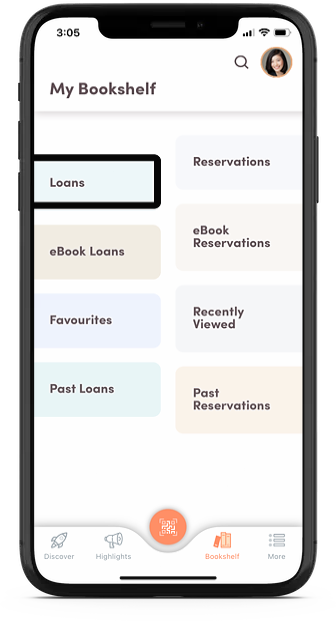 3:05
My Bookshelf
Loans
eBook Loans
Favourites
Past Loans
Reservations
eBook
Reservations
Recently
Viewed
Past
Reservations
Discover
Highlights
Bookshelf
More